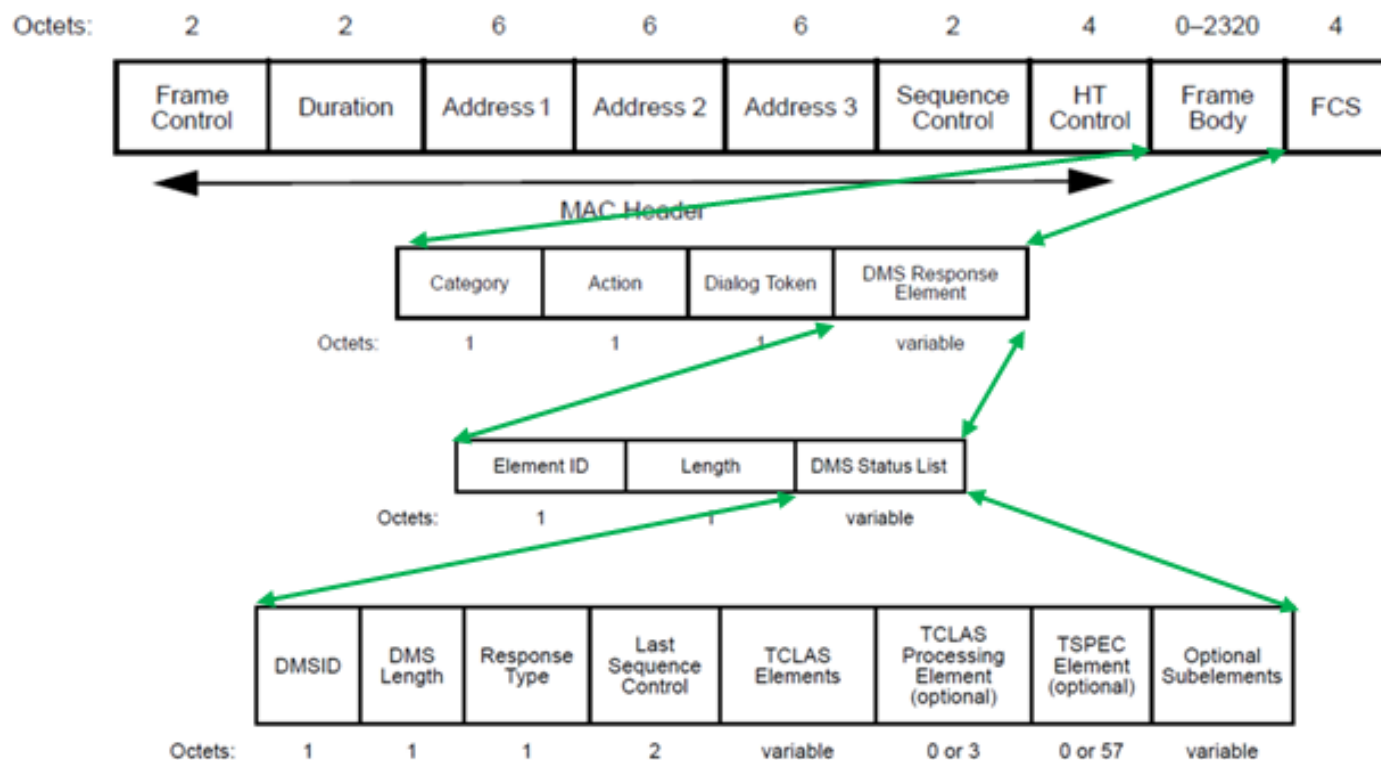 Octets: 2 2 6 6 6 2 4 0–2320 4
Frame Control Duration Address 1 Address 2 Address 3 Sequence Control HT Control Frame Body FCS
MAC Header
Category Action Dialog Token DMS Response Element
Octets: 1 1 1 variable
Element ID Length DMS Status List
Octets: 1 1 variable
DMSID DMS Length Response Type Last Sequence Control TCLAS Elements TCLAS Processing Element (optional) TSPEC Element (optional) Optional Subelements
Octets: 1 1 1 2 variable 0 or 3 0 or 57 variable